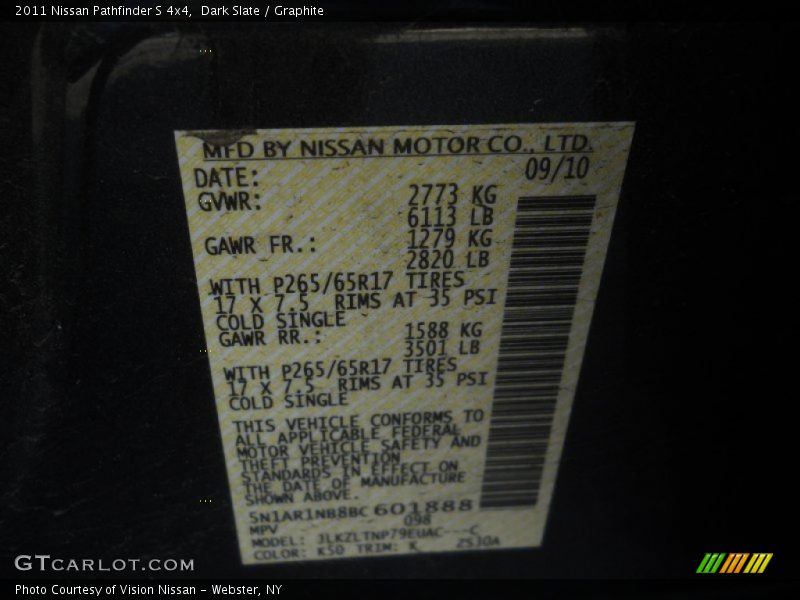 2011 Nissan Pathfinder S 4x4,  Dark Slate / Graphite
MFD BY NISSAN MOTOR CO., LTD.
DATE: 09/10
GVWR: 2773 KG
6113 LB
GAWR FR.: 1279 KG
2820 LB
WITH P265/65R17 TIRES
17 X 7.5 RIMS AT 35 PSI
COLD SINGLE
GAWR RR.: 1588 KG
3501 LB
WITH P265/65R17 TIRES
17 X 7.5 RIMS AT 35 PSI
COLD SINGLE
THIS VEHICLE CONFORMS TO
ALL APPLICABLE FEDERAL
MOTOR VEHICLE SAFETY AND
THEFT PREVENTION
STANDARDS IN EFFECT ON
THE DATE OF MANUFACTURE
SHOWN ABOVE.
5N1AR1NB8BC 601888
MPV 098
MODEL: JLKZLTNP79EUAC---C
COLOR: K50 TRIM: K ZS30A
GTCARLOT.COM
Photo Courtesy of Vision Nissan - Webster, NY